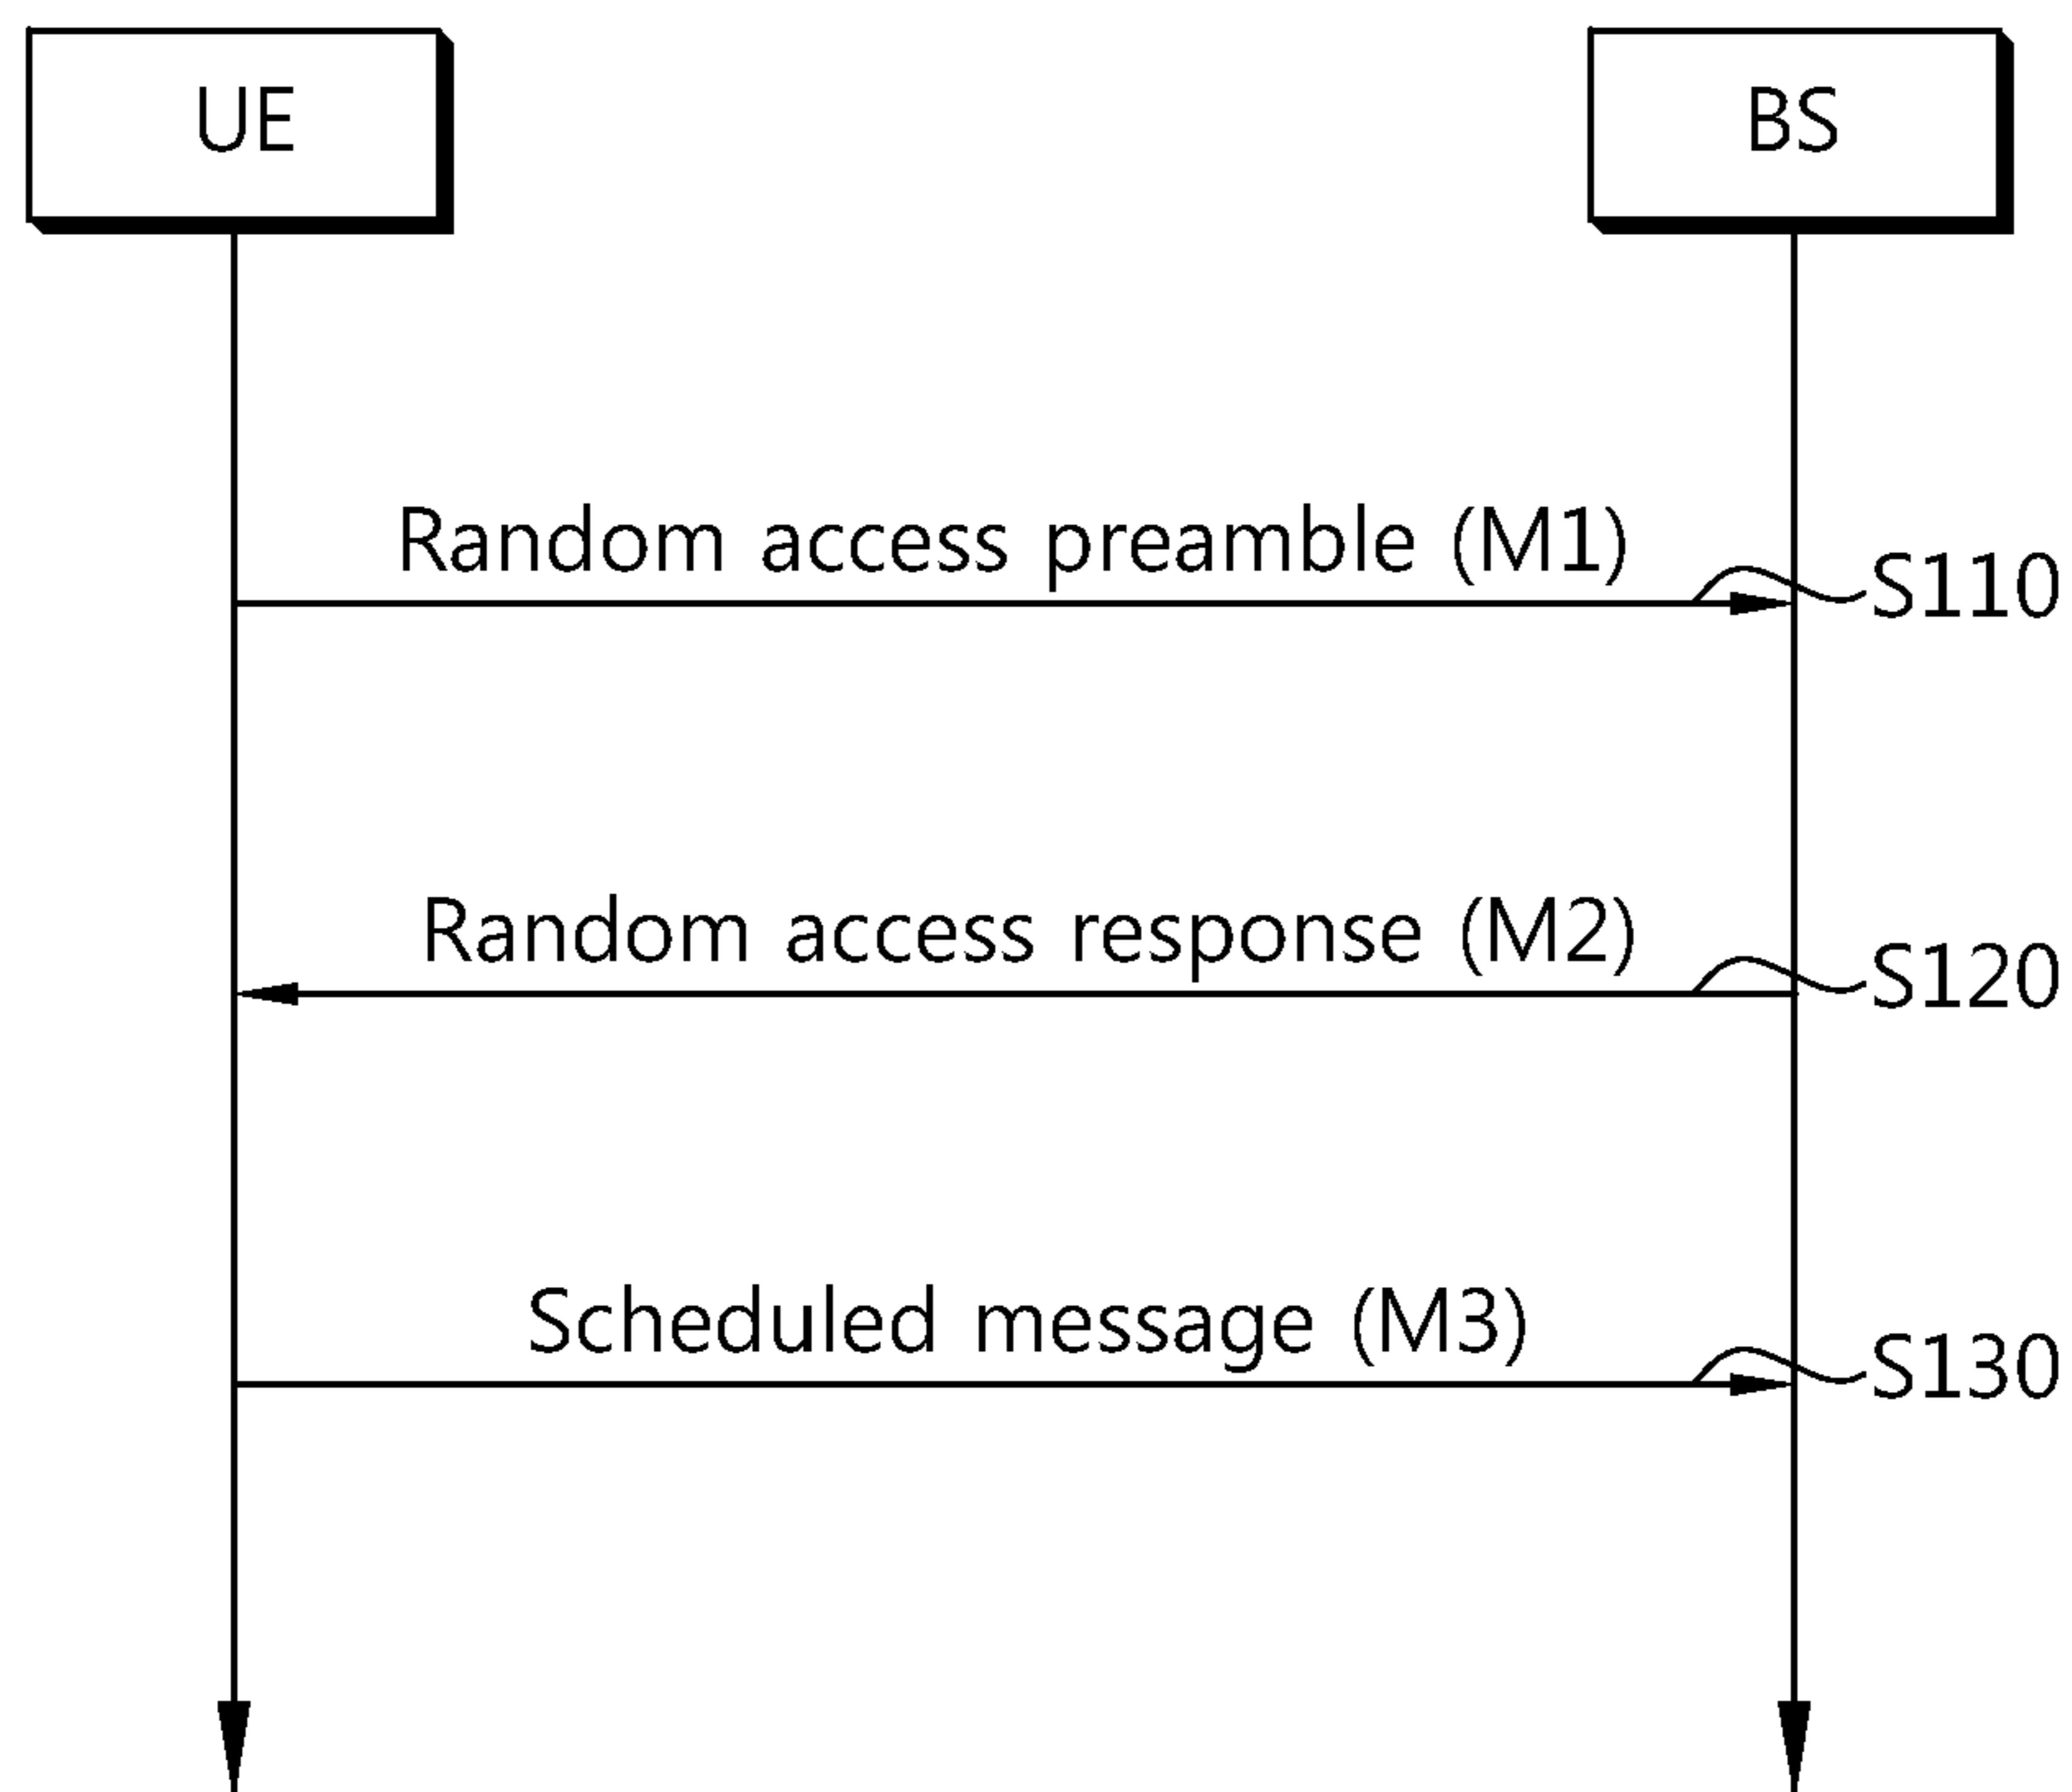 UE
BS
Random access preamble (M1)
S110
Random access response (M2)
S120
Scheduled message (M3)
S130